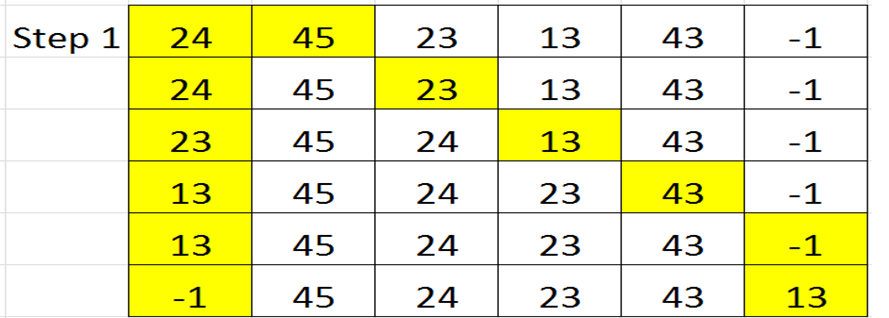 Step 1 24 45 23 13 43 -1
24 45 23 13 43 -1
23 45 24 13 43 -1
13 45 24 23 43 -1
13 45 24 23 43 -1
-1 45 24 23 43 13